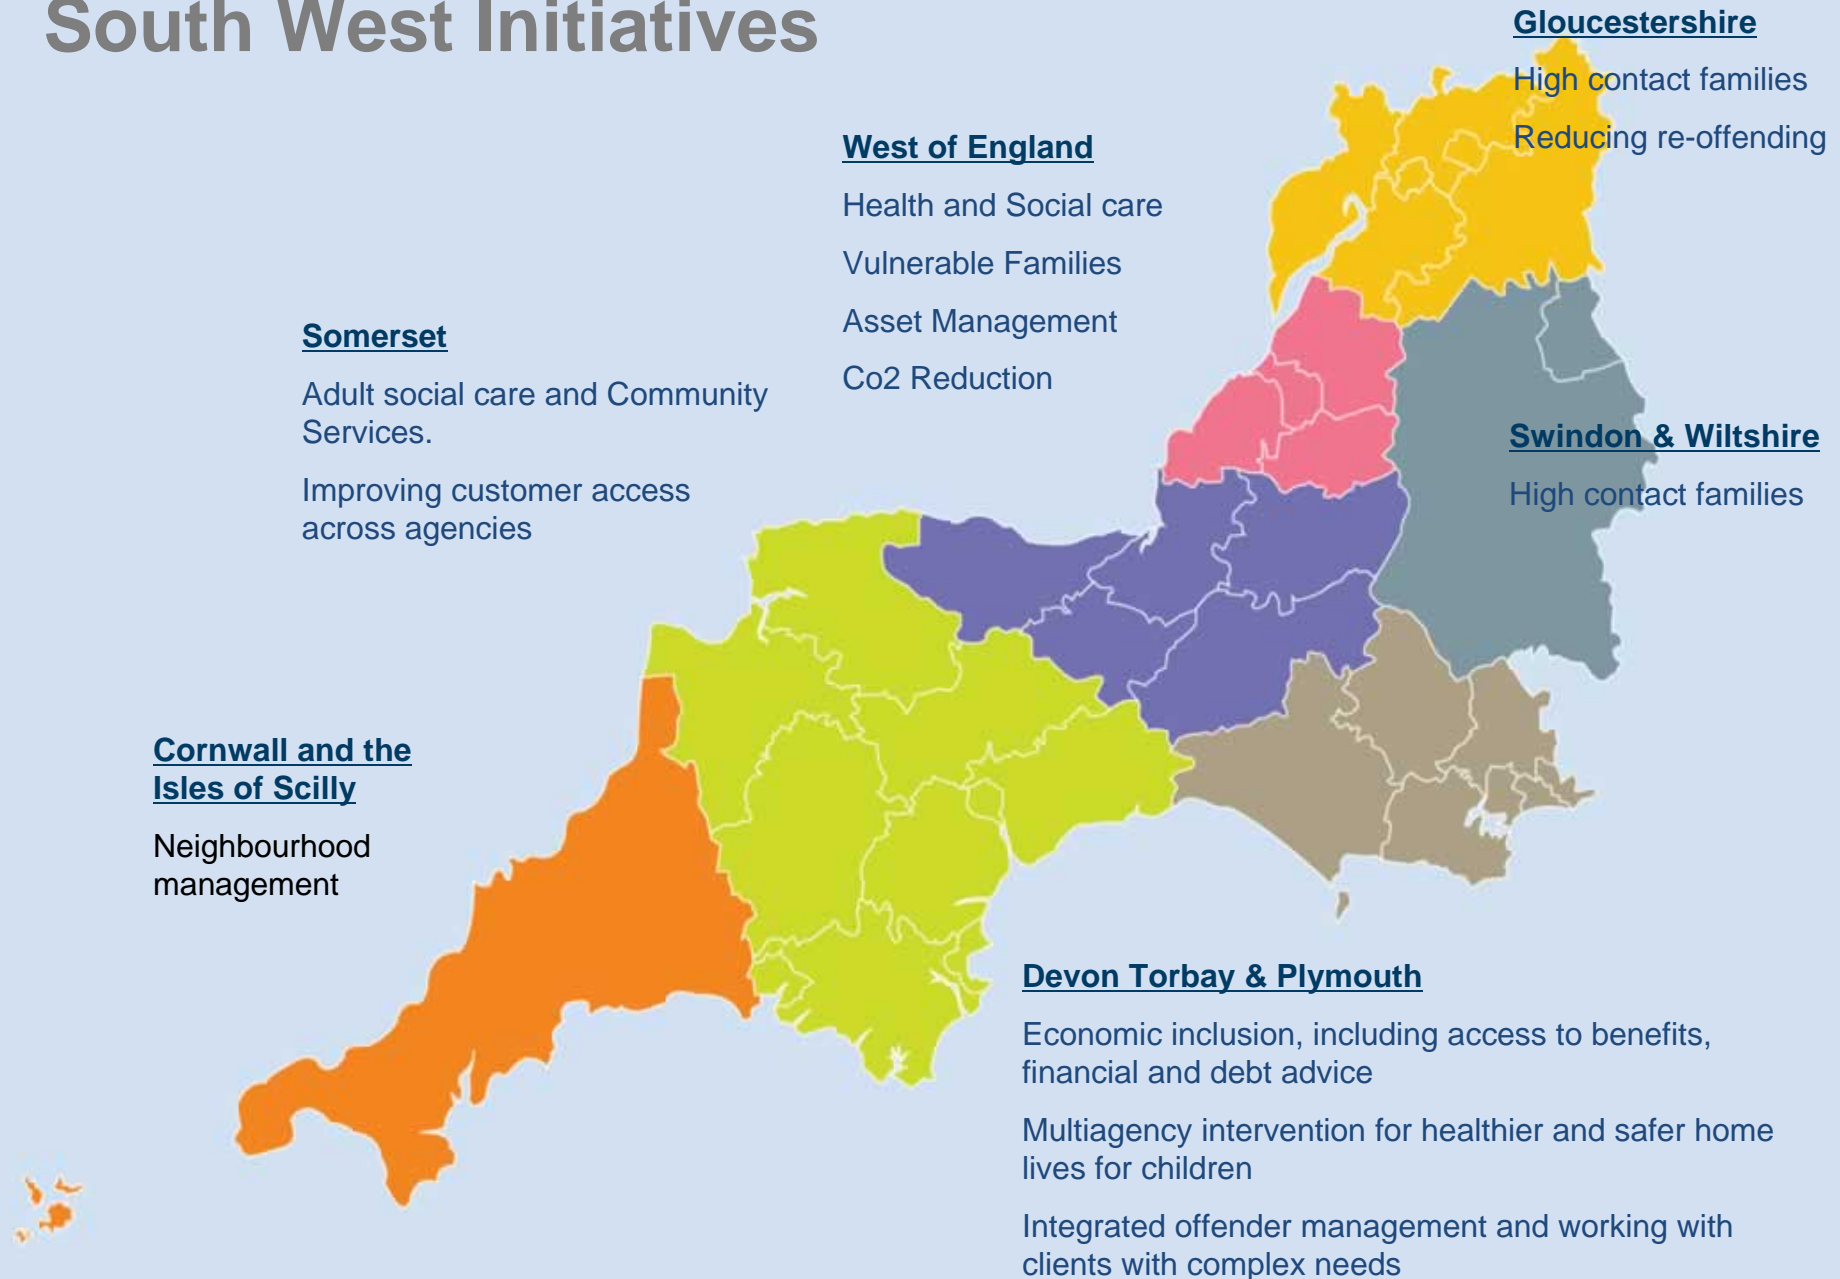 South West Initiatives
Gloucestershire
High contact families
Reducing re-offending
West of England
Health and Social care
Vulnerable Families
Asset Management
Co2 Reduction
Somerset
Adult social care and Community
Services.
Improving customer access
across agencies
Swindon & Wiltshire
High contact families
Cornwall and the
Isles of Scilly
Neighbourhood
management
Devon Torbay & Plymouth
Economic inclusion, including access to benefits,
financial and debt advice
Multiagency intervention for healthier and safer home
lives for children
Integrated offender management and working with
clients with complex needs